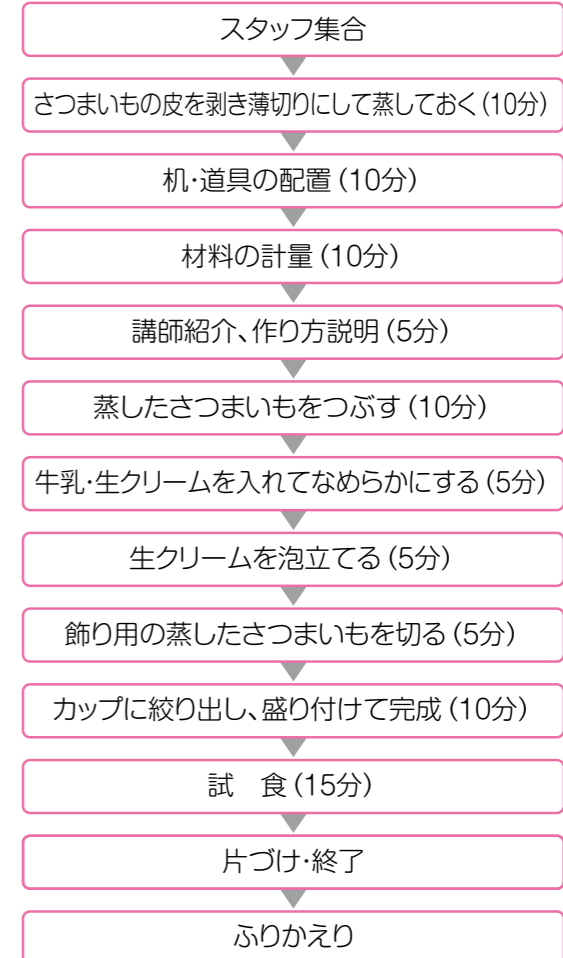 スタッフ集合
さつまいもの皮を剥き薄切りにして蒸しておく(10分)
机・道具の配置(10分)
材料の計量(10分)
講師紹介、作り方説明(5分)
蒸したさつまいもをつぶす(10分)
牛乳・生クリームを入れてなめらかにする(5分)
生クリームを泡立てる(5分)
飾り用の蒸したさつまいもを切る(5分)
カップに絞り出し、盛り付けて完成(10分)
試　食(15分)
片づけ・終了
ふりかえり